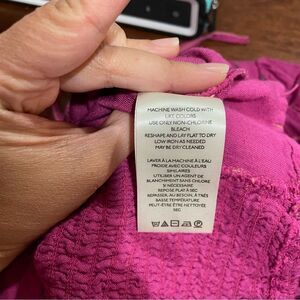 MACHINE WASH COLD WITH
LIKE COLORS
USE ONLY NON-CHLORINE
BLEACH
RESHAPE AND LAY FLAT TO DRY
LOW IRON AS NEEDED
MAY BE DRY CLEANED
LAVER À LA MACHINE À L'EAU
FROIDE AVEC COULEURS
SIMILAIRES
UTILISER UN AGENT DE
BLANCHIMENT SANS CHLORE
SI NÉCESSAIRE
REPOSE PLAT À SEC
REPASSER, AU BESOIN, À
BASSE TEMPÉRATURE
PEUT-ÊTRE ÊTRE NETTOYÉE
SEC